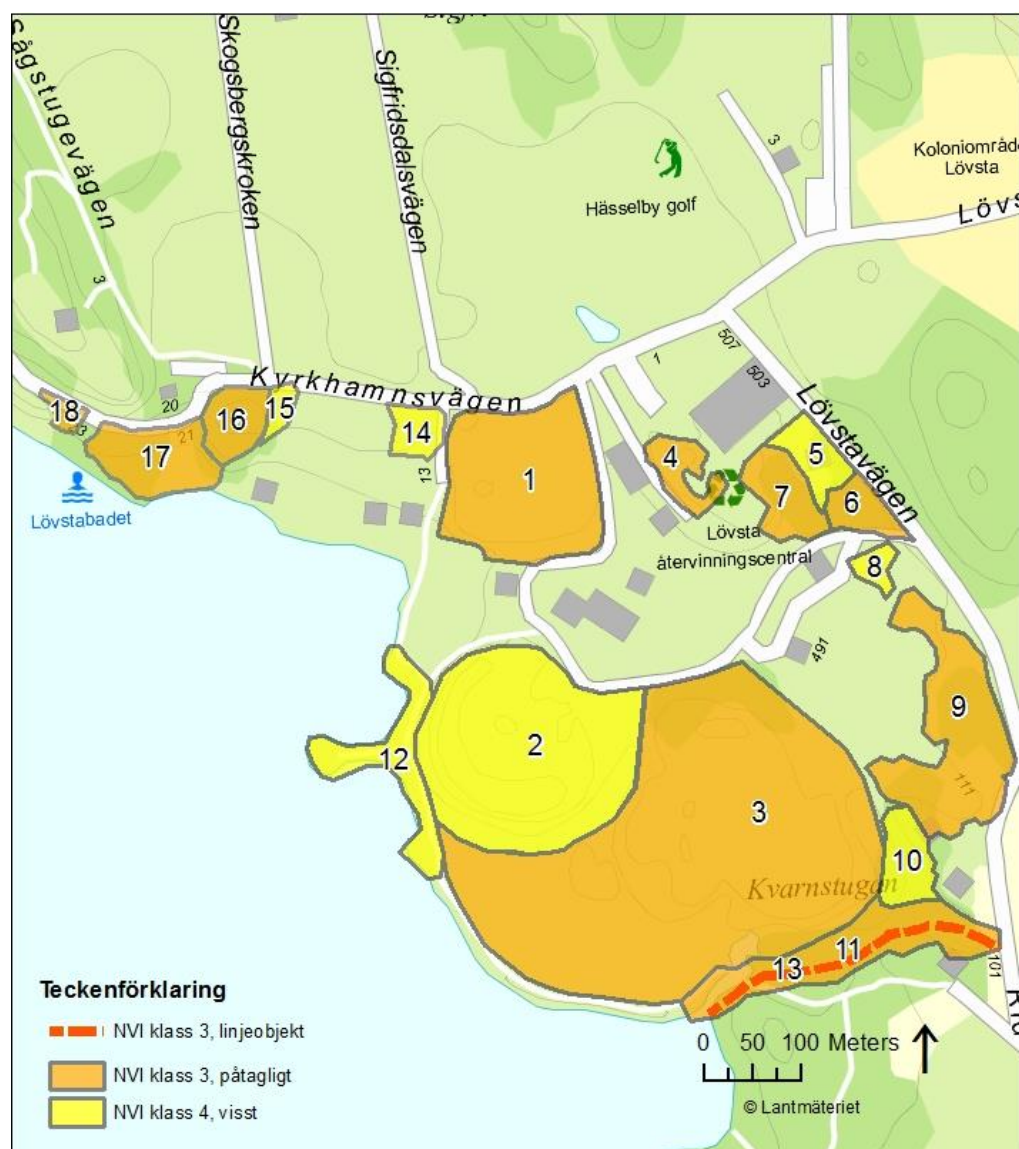 Sågstugevägen
Skogsbergskroken
Sigfridsdalsvägen
3
Koloniområde
Lövsta
Hässelby golf
Lövs
3
507
503
1
Lövstavägen
Kyrkhamnsvägen
20
18
21
17
16
15
14
13
1
4
5
7
6
Lövstabadet
Lövsta
återvinningscentral
8
491
9
2
12
3
111
10
Kvarnstugan
11
13
101
Teckenförklaring
NVI klass 3, linjeobjekt
NVI klass 3, påtagligt
NVI klass 4, visst
0 50 100 Meters
© Lantmäteriet